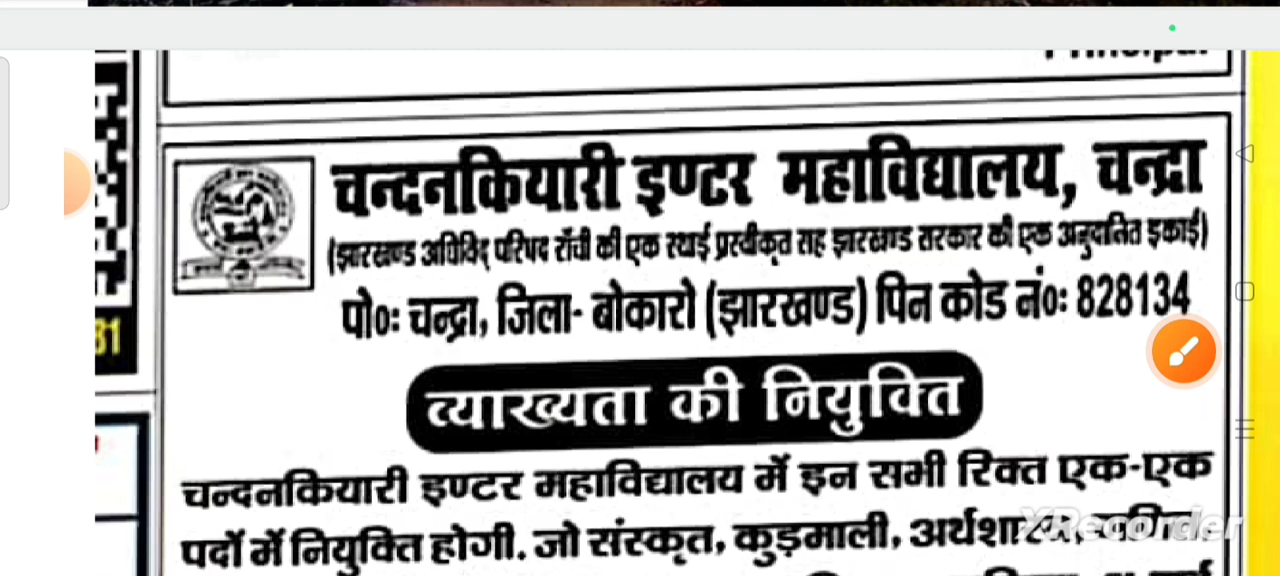 चन्दनकियारी इण्टर महाविद्यालय, चन्द्रा
(झारखण्ड अधिविद् परिषद राँची की एक स्थाई प्रस्वीकृत सह झारखण्ड सरकार की एक अनुदानित इकाई)
पो०ः चन्द्रा, जिला- बोकारो (झारखण्ड) पिन कोड नं०ः 828134
31
व्याख्यता की नियुक्ति
चन्दनकियारी इण्टर महाविद्यालय में इन सभी रिक्त एक-एक
पदों में नियुक्ति होगी. जो संस्कृत, कुड़माली, अर्थशास्त्र,
XRecorder